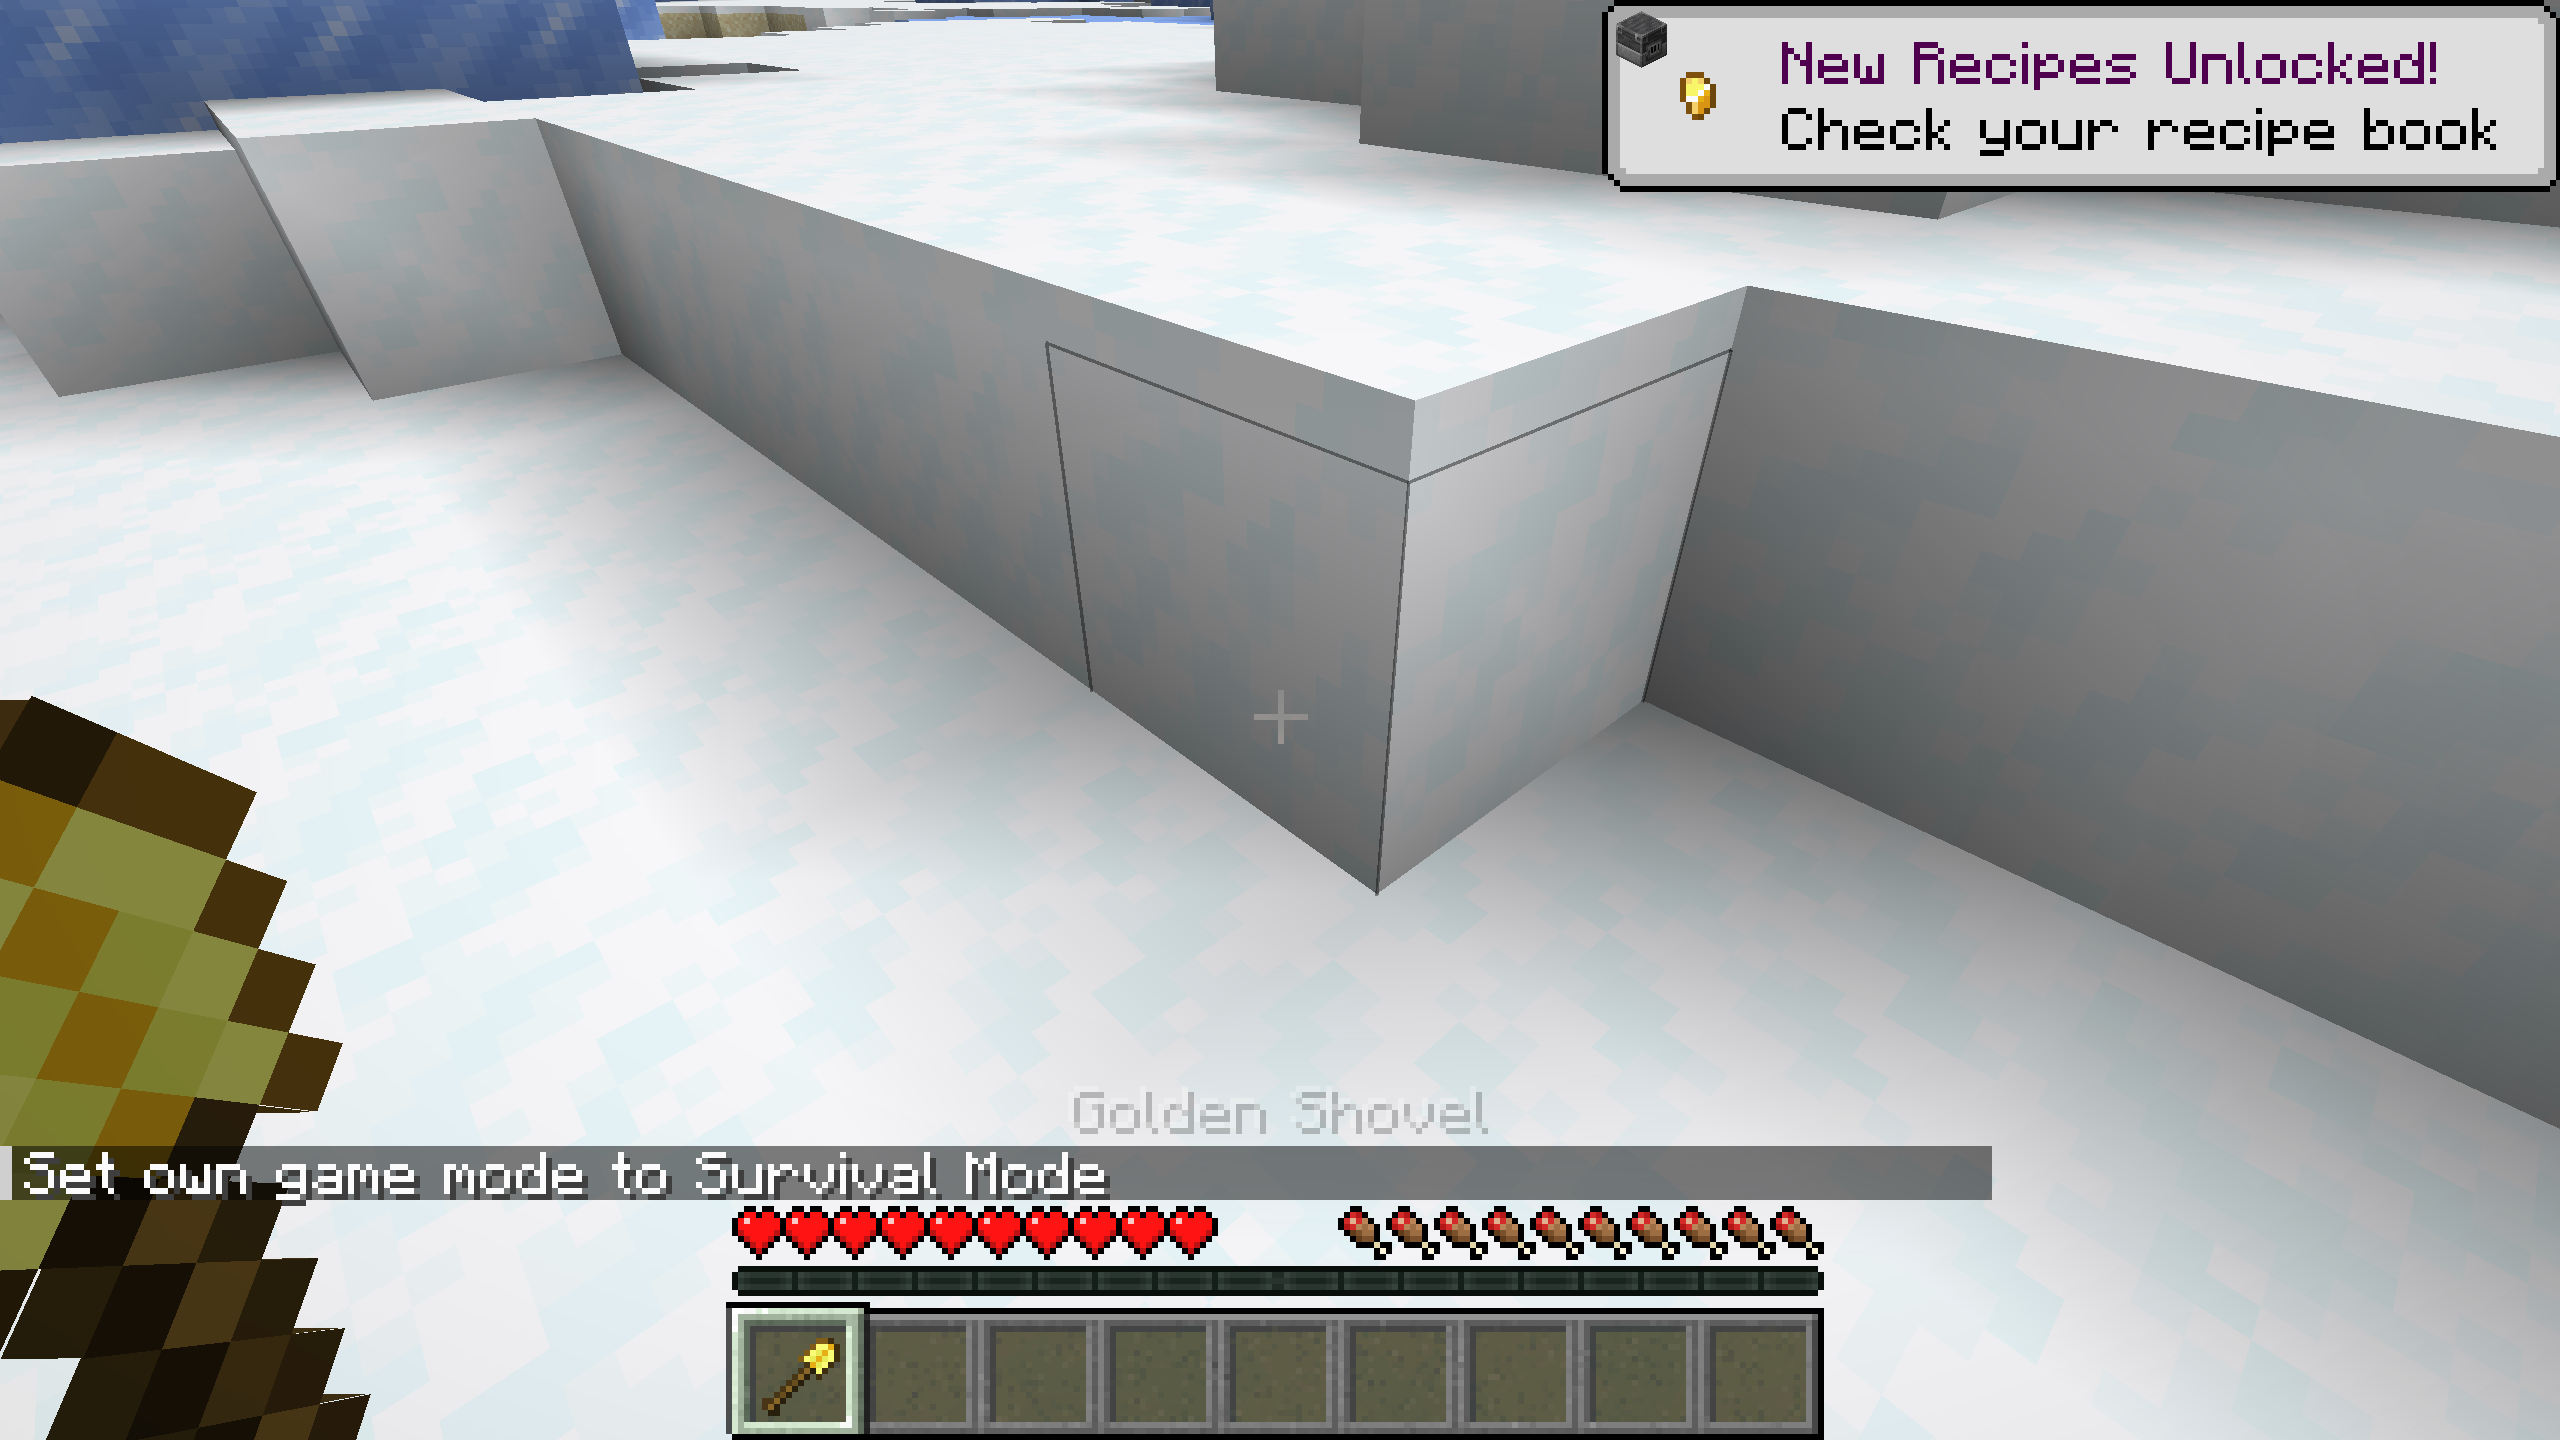 New Recipes Unlocked!
Check your recipe book
Golden Shovel
Set own game mode to Survival Mode